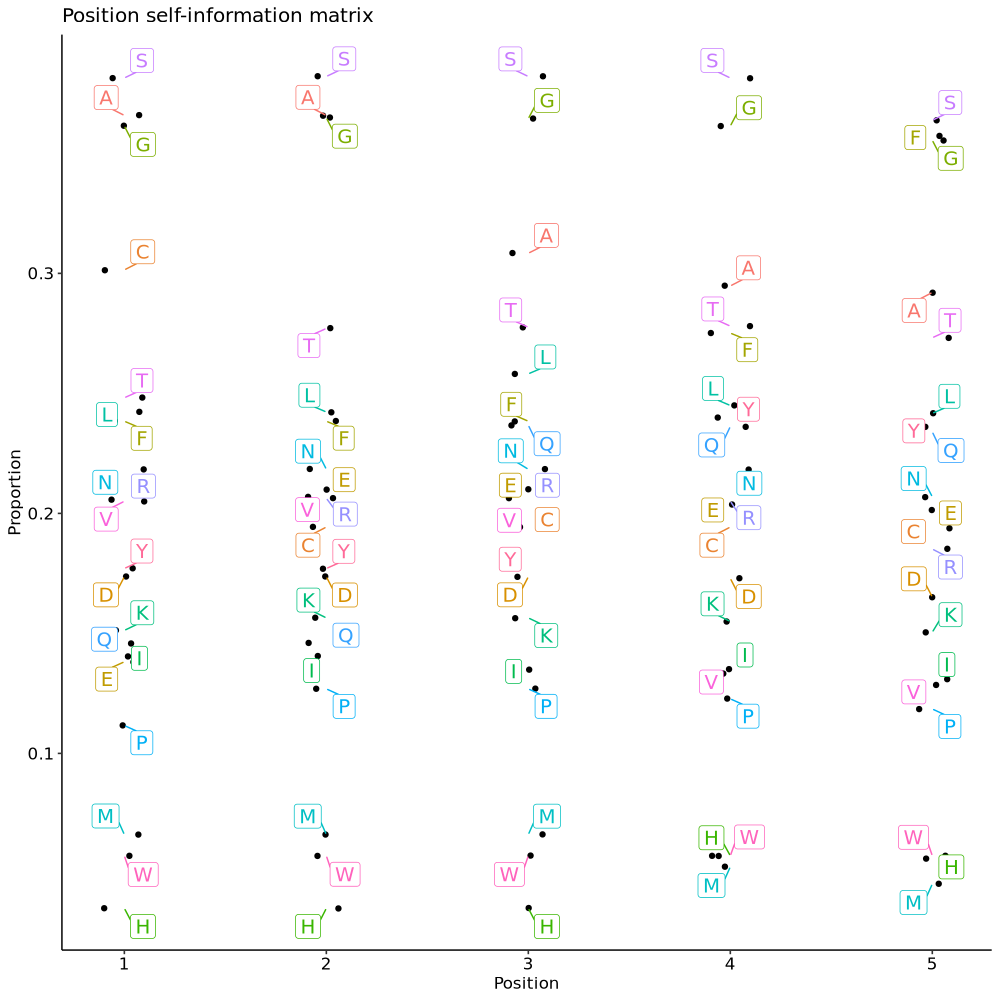 Position self-information matrix
S S S S
A A G G
G G S
F G
C A A
T A
T T T
L F
T L L
L F Y L
L F F Q Q Y Q
N N N N N
R E E R E
V V R V C E R C
C C R
Y Y Y D
D D D K D K
K K K I
Q Q I V I
E I I P V
P P P P
M M M H W W
W W W M H M
H H H
0.3
0.2
0.1
Proportion
1 2 3 4 5
Position